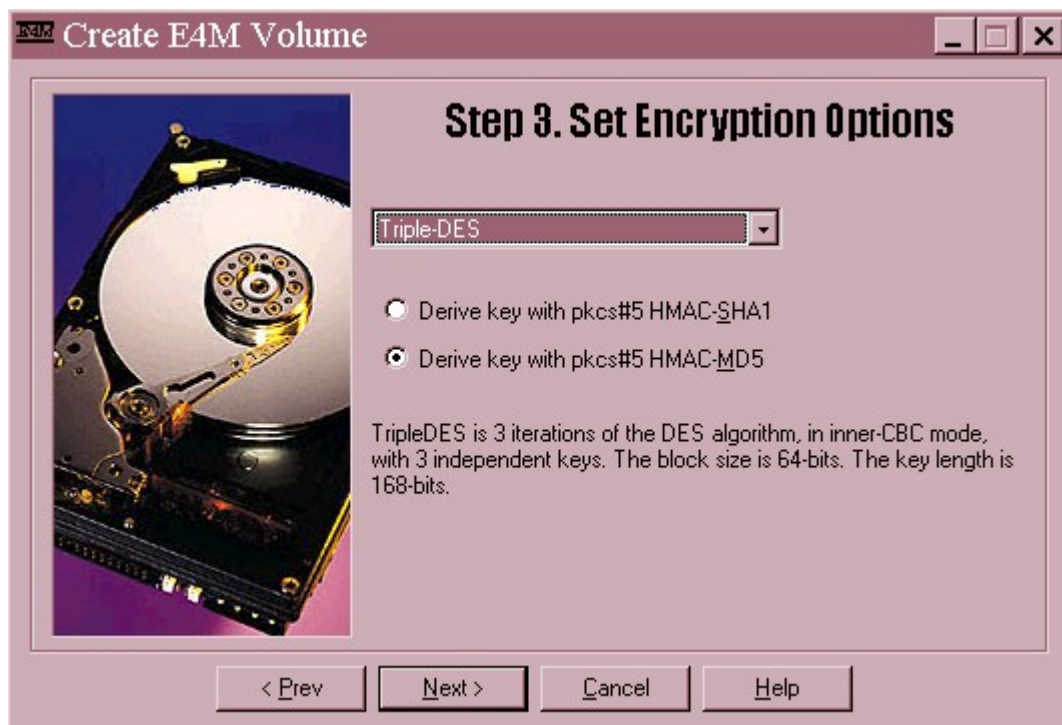 E4M Create E4M Volume
Step 3. Set Encryption Options
Triple-DES
Derive key with pkcs#5 HMAC-SHA1
Derive key with pkcs#5 HMAC-MD5
TripleDES is 3 iterations of the DES algorithm, in inner-CBC mode,
with 3 independent keys. The block size is 64-bits. The key length is
168-bits.
< Prev Next > Cancel Help